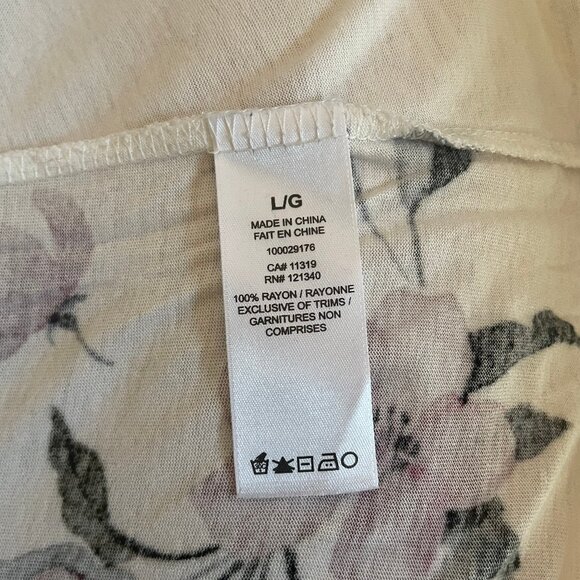 L/G
MADE IN CHINA
FAIT EN CHINE
100029176
CA# 11319
RN# 121340
100% RAYON / RAYONNE
EXCLUSIVE OF TRIMS /
GARNITURES NON
COMPRISES